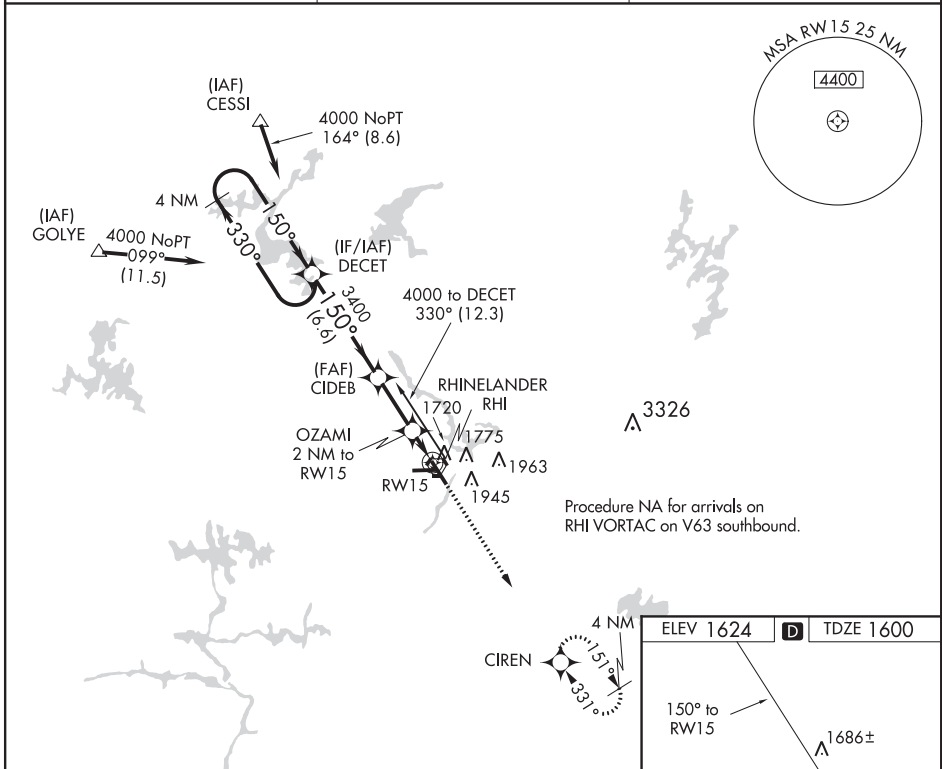 MSA RW15 25 NM
4400
(IAF)
CESSI
4000 NoPT
164° (8.6)
4 NM
150°
330°
(IAF)
GOLYE
4000 NoPT
099°
(11.5)
(IF/IAF)
DECET
3400
150°
(6.6)
4000 to DECET
330° (12.3)
(FAF)
CIDEB
RHINELANDER
RHI
1720
1775
3326
OZAMI
2 NM to
RW15
1963
RW15
1945
Procedure NA for arrivals on
RHI VORTAC on V63 southbound.
4 NM
CIREN
151°
331°
ELEV 1624
D
TDZE 1600
150° to
RW15
1686±